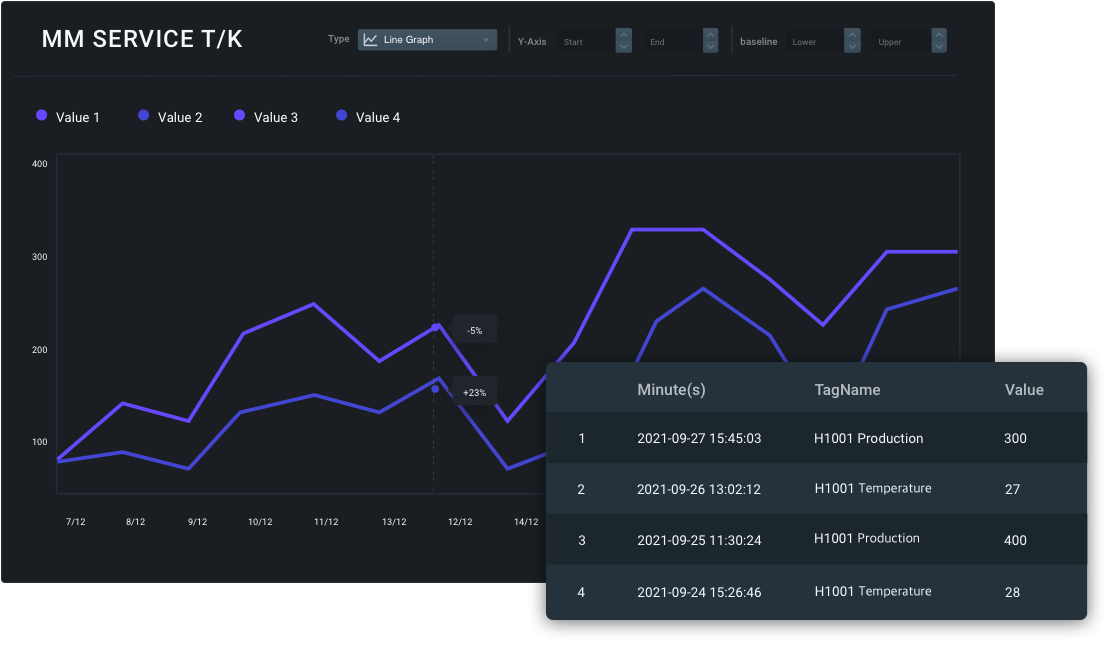 MM SERVICE T/K
Type Line Graph Y-Axis Start End baseline Lower Upper
Value 1 Value 2 Value 3 Value 4
400
300
200
100
-5%
+23%
7/12 8/12 9/12 10/12 11/12 13/12 12/12 14/12
Minute(s) TagName Value
1 2021-09-27 15:45:03 H1001 Production 300
2 2021-09-26 13:02:12 H1001 Temperature 27
3 2021-09-25 11:30:24 H1001 Production 400
4 2021-09-24 15:26:46 H1001 Temperature 28